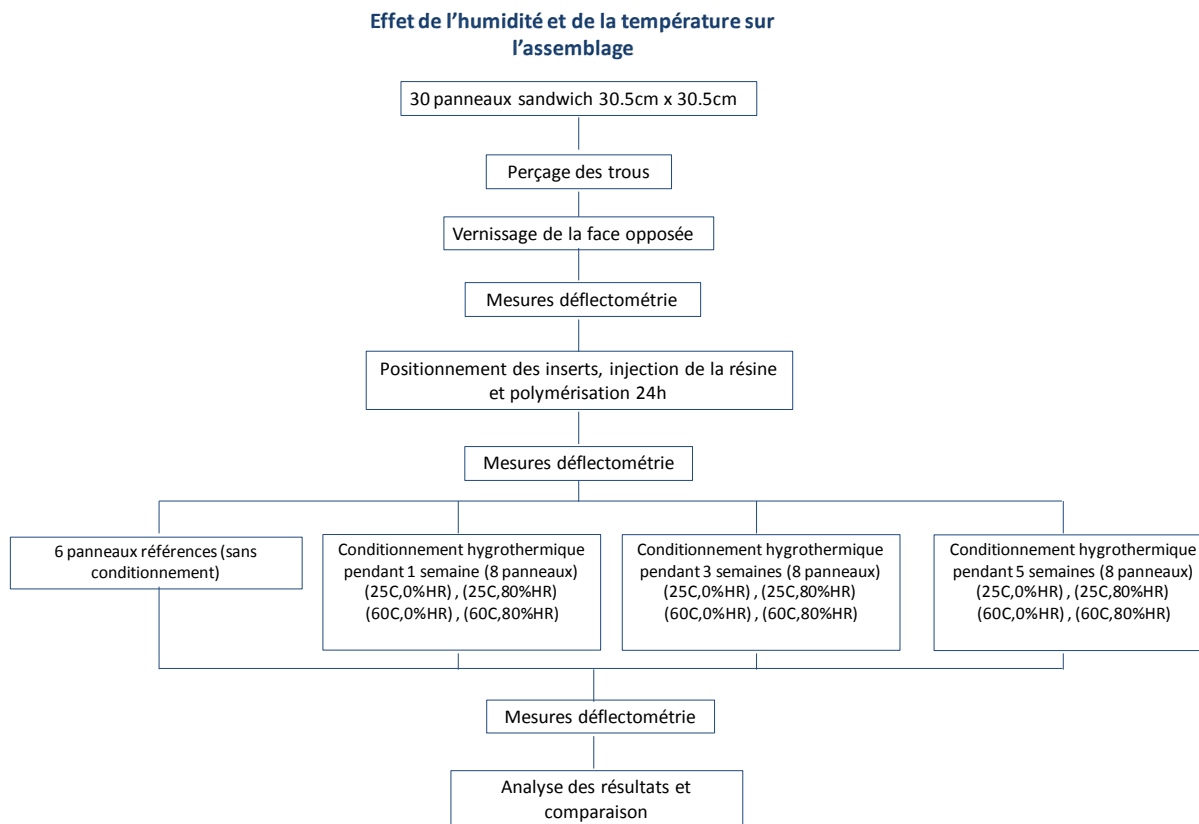 Effet de l’humidité et de la température sur
l’assemblage
30 panneaux sandwich 30.5cm x 30.5cm
Perçage des trous
Vernissage de la face opposée
Mesures déflectométrie
Positionnement des inserts, injection de la résine
et polymérisation 24h
Mesures déflectométrie
6 panneaux références (sans
conditionnement)
Conditionnement hygrothermique
pendant 1 semaine (8 panneaux)
(25C,0%HR) , (25C,80%HR)
(60C,0%HR) , (60C,80%HR)
Conditionnement hygrothermique
pendant 3 semaines (8 panneaux)
(25C,0%HR) , (25C,80%HR)
(60C,0%HR) , (60C,80%HR)
Conditionnement hygrothermique
pendant 5 semaines (8 panneaux)
(25C,0%HR) , (25C,80%HR)
(60C,0%HR) , (60C,80%HR)
Mesures déflectométrie
Analyse des résultats et
comparaison